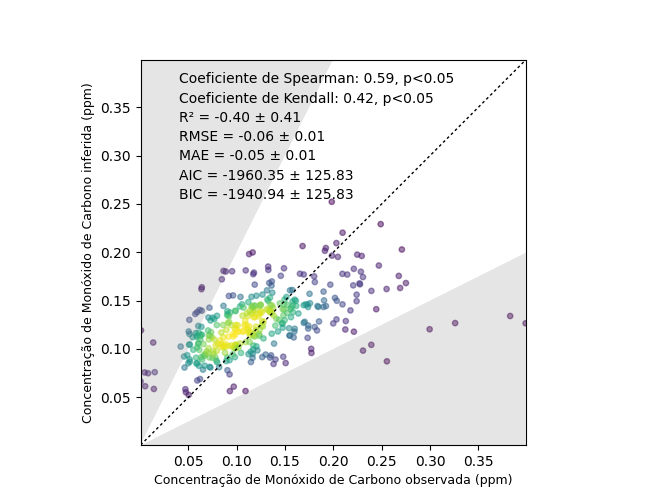 Coeficiente de Spearman: 0.59, p<0.05
Coeficiente de Kendall: 0.42, p<0.05
R² = -0.40 ± 0.41
RMSE = -0.06 ± 0.01
MAE = -0.05 ± 0.01
AIC = -1960.35 ± 125.83
BIC = -1940.94 ± 125.83
Concentração de Monóxido de Carbono inferida (ppm)
0.35
0.30
0.25
0.20
0.15
0.10
0.05
0.05 0.10 0.15 0.20 0.25 0.30 0.35
Concentração de Monóxido de Carbono observada (ppm)